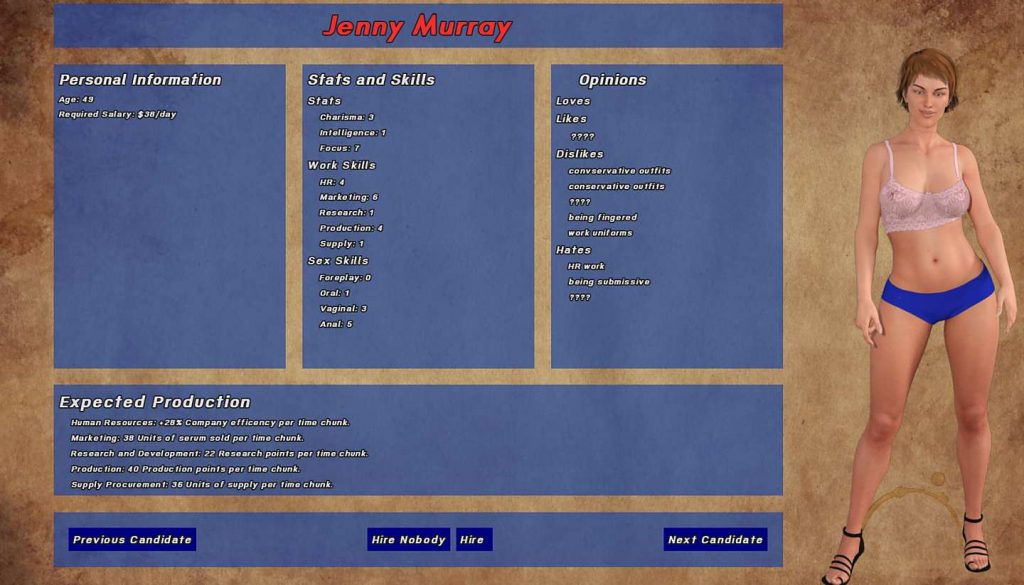 Jenny Murray
Personal Information
Age: 49
Required Salary: $38/day
Stats and Skills
Stats
Charisma: 3
Intelligence: 1
Focus: 7
Work Skills
HR: 4
Marketing: 6
Research: 1
Production: 4
Supply: 1
Sex Skills
Foreplay: 0
Oral: 1
Vaginal: 3
Anal: 5
Opinions
Loves
Likes
????
Dislikes
convservative outfits
conservative outfits
????
being fingered
work uniforms
Hates
HR work
being submissive
????
Expected Production
Human Resources: +28% Company efficency per time chunk.
Marketing: 38 Units of serum sold per time chunk.
Research and Development: 22 Research points per time chunk.
Production: 40 Production points per time chunk.
Supply Procurement: 36 Units of supply per time chunk.
Previous Candidate
Hire Nobody
Hire
Next Candidate